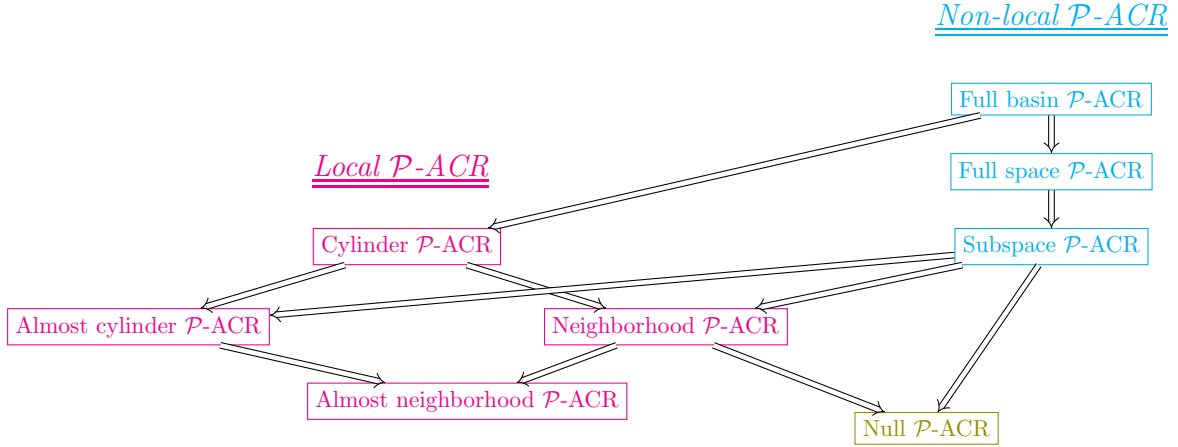 Non-local 𝒫-ACR
Full basin 𝒫-ACR
Local 𝒫-ACR
Full space 𝒫-ACR
Cylinder 𝒫-ACR
Subspace 𝒫-ACR
Almost cylinder 𝒫-ACR
Neighborhood 𝒫-ACR
Almost neighborhood 𝒫-ACR
Null 𝒫-ACR